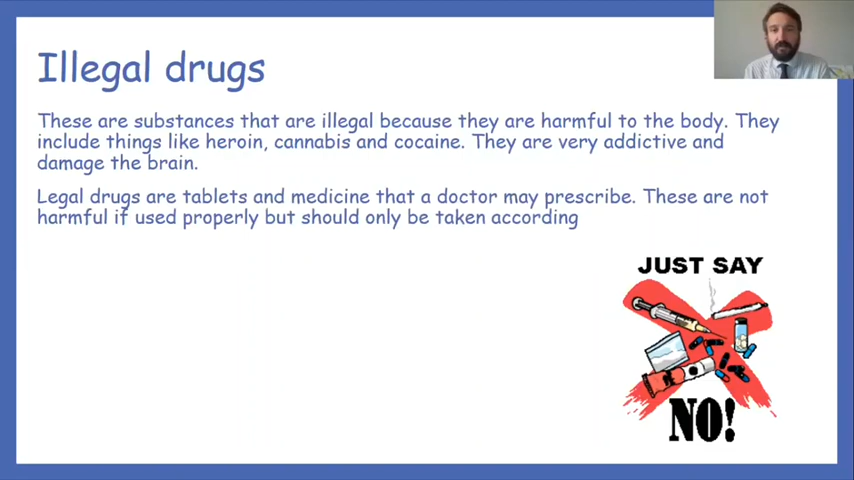 Illegal drugs
These are substances that are illegal because they are harmful to the body. They
include things like heroin, cannabis and cocaine. They are very addictive and
damage the brain.
Legal drugs are tablets and medicine that a doctor may prescribe. These are not
harmful if used properly but should only be taken according
JUST SAY
NO!